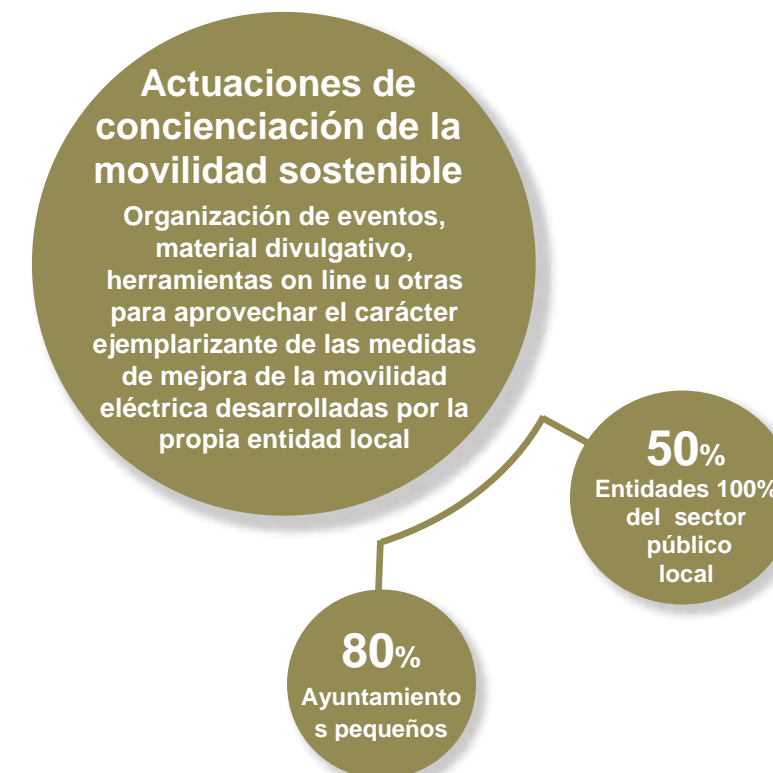 Actuaciones de
concienciación de la
movilidad sostenible
Organización de eventos,
material divulgativo,
herramientas on line u otras
para aprovechar el carácter
ejemplarizante de las medidas
de mejora de la movilidad
eléctrica desarrolladas por la
propia entidad local
50%
Entidades 100%
del sector
público
local
80%
Ayuntamiento
s pequeños